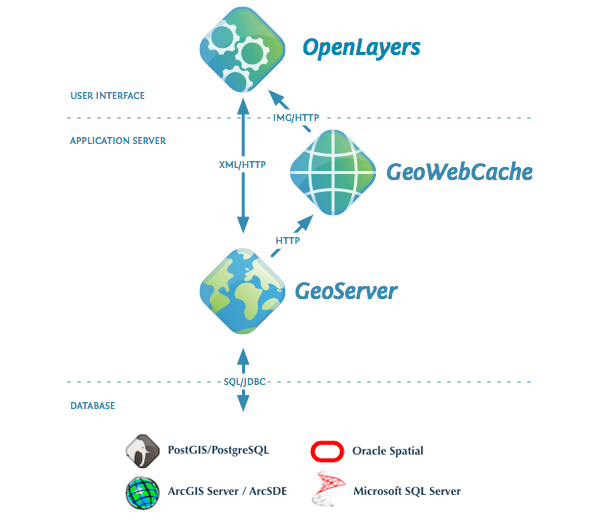 OpenLayers
USER INTERFACE
IMG/HTTP
APPLICATION SERVER
XML/HTTP
GeoWebCache
HTTP
GeoServer
SQL/JDBC
DATABASE
PostGIS/PostgreSQL
Oracle Spatial
ArcGIS Server / ArcSDE
Microsoft SQL Server